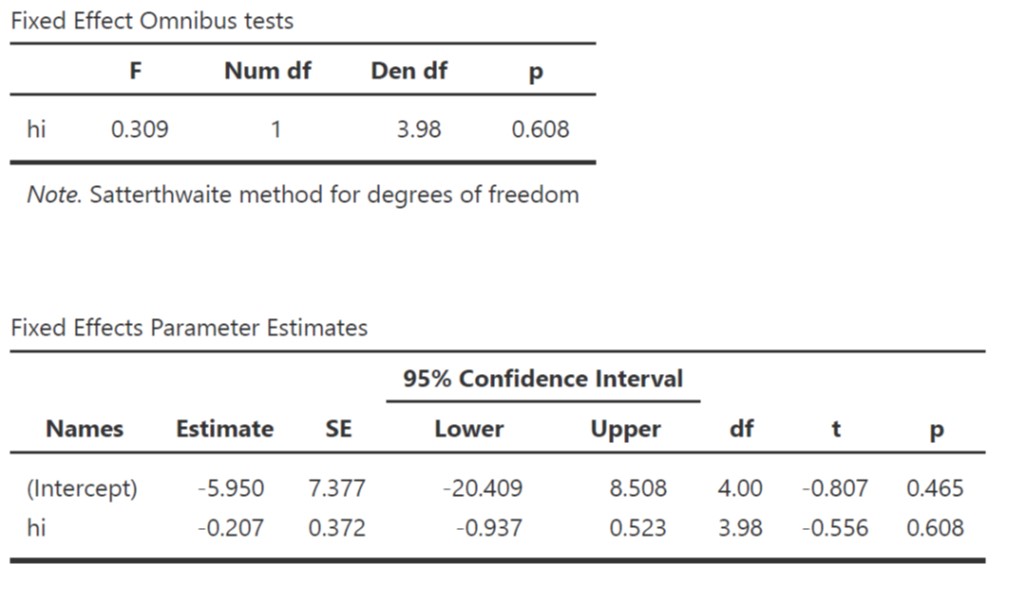 Fixed Effect Omnibus tests
F Num df Den df p
hi 0.309 1 3.98 0.608
Note. Satterthwaite method for degrees of freedom
Fixed Effects Parameter Estimates
95% Confidence Interval
Names Estimate SE Lower Upper df t p
(Intercept) -5.950 7.377 -20.409 8.508 4.00 -0.807 0.465
hi -0.207 0.372 -0.937 0.523 3.98 -0.556 0.608